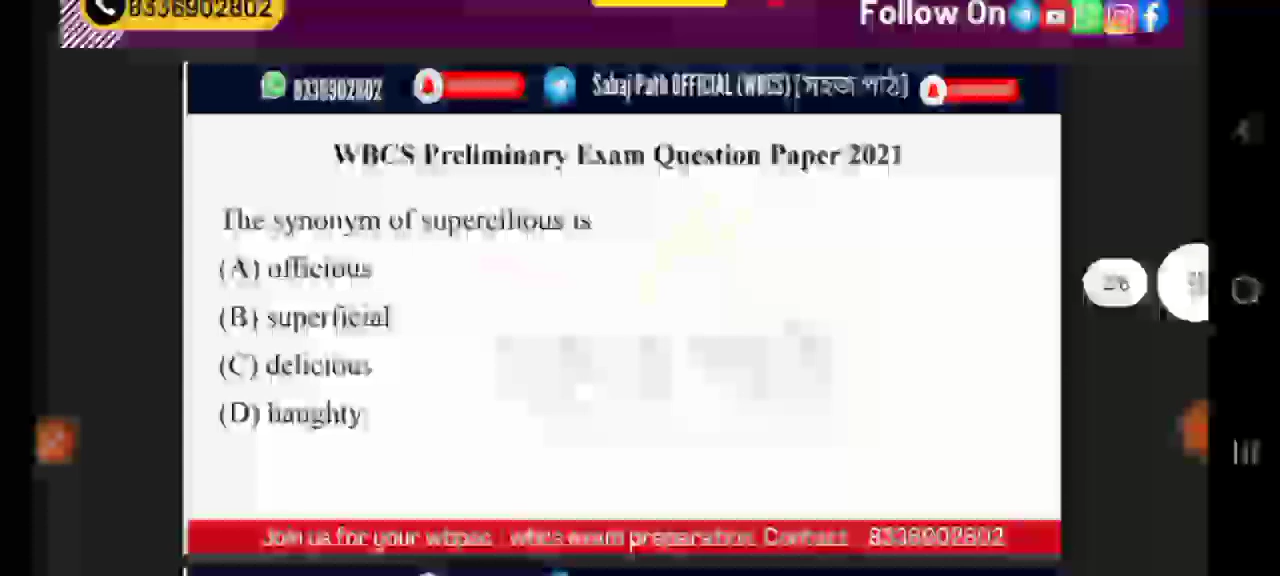 8336902802
Follow On
8336902802 Sahaj Path OFFICIAL (WBCS) [সহজ পাঠ]
WBCS Preliminary Exam Question Paper 2021
The synonym of supercilious is
(A) officious
(B) superficial
(C) delicious
(D) haughty
Join us for your wbpsc wbcs exam preparation. Contact 8336902802